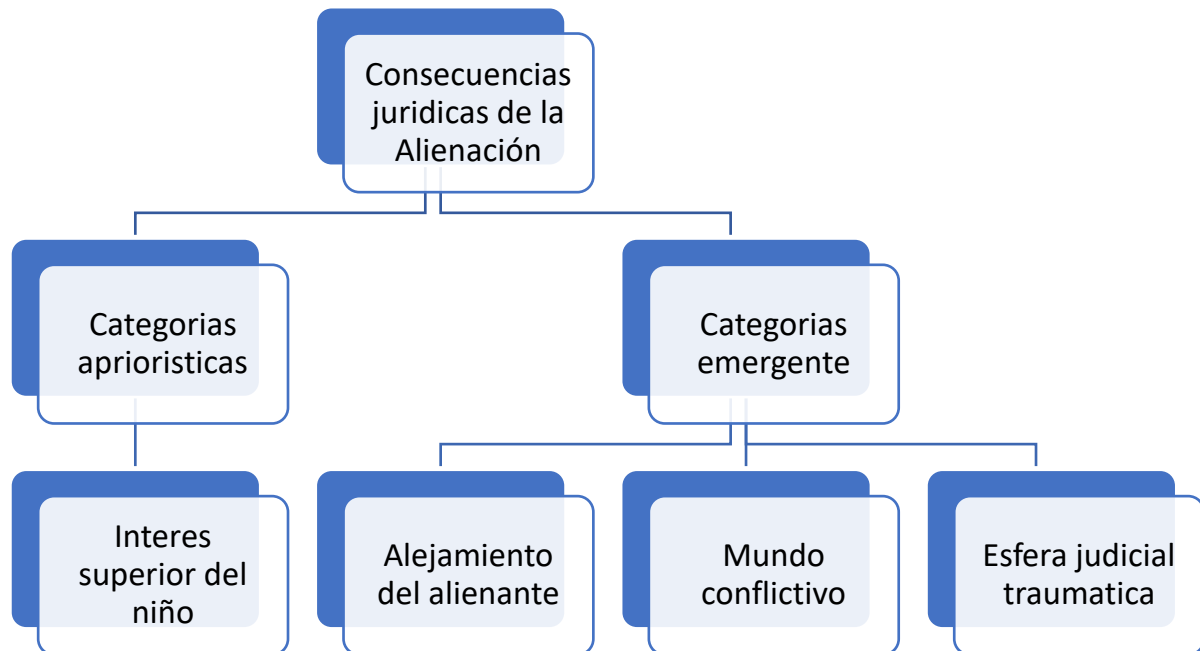 Consecuencias
juridicas de la
Alienación
Categorias
aprioristicas
Categorias
emergente
Interes
superior del
niño
Alejamiento
del alienante
Mundo
conflictivo
Esfera judicial
traumatica